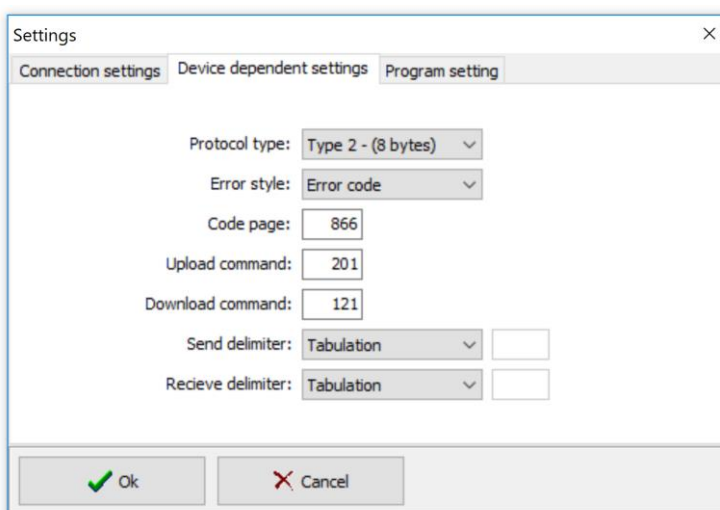 Settings
Connection settings Device dependent settings Program setting
Protocol type: Type 2 - (8 bytes)
Error style: Error code
Code page: 866
Upload command: 201
Download command: 121
Send delimiter: Tabulation
Recieve delimiter: Tabulation
Ok Cancel